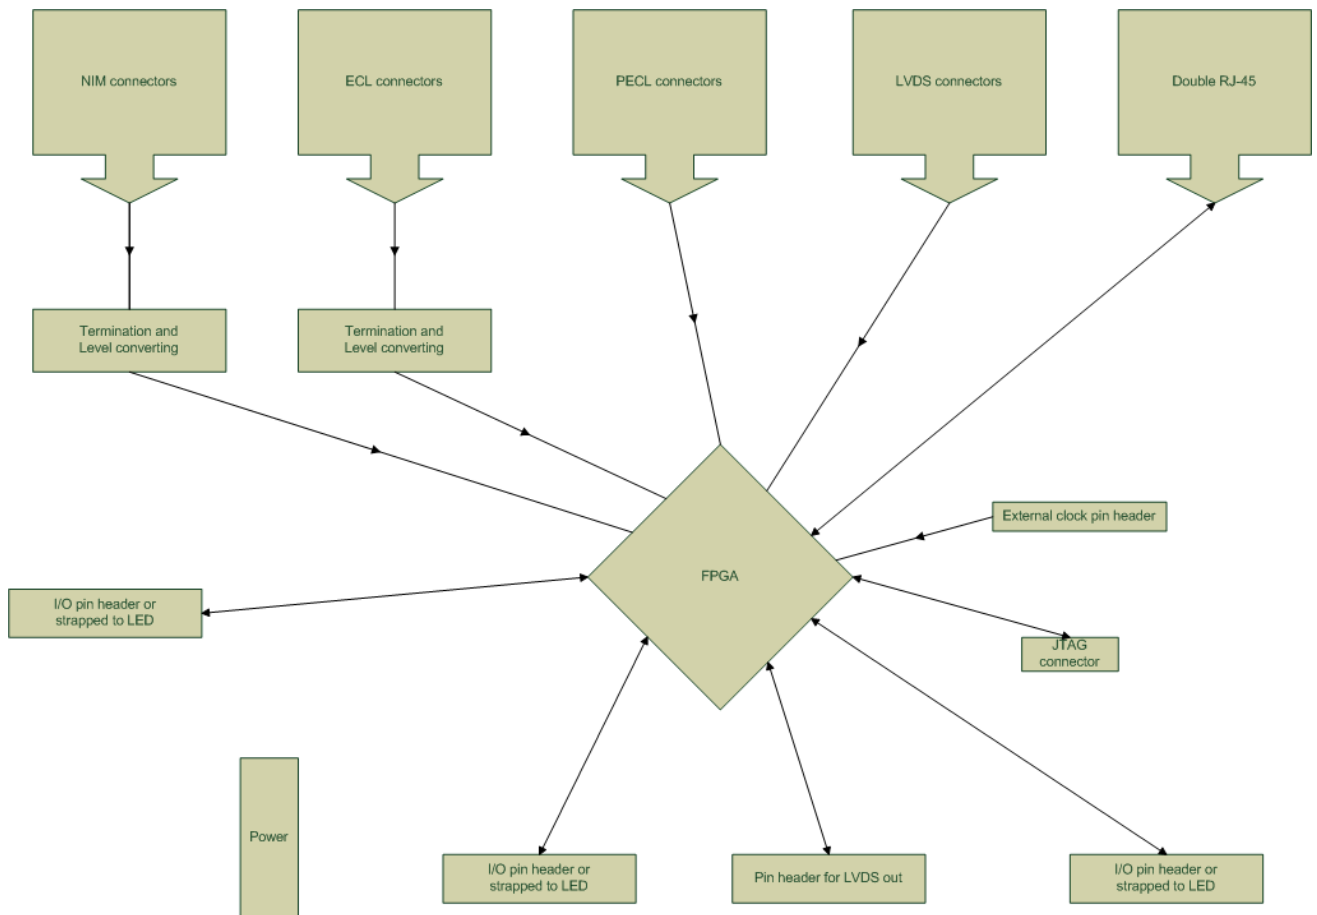 NIM connectors
ECL connectors
PECL connectors
LVDS connectors
Double RJ-45
Termination and
Level converting
Termination and
Level converting
External clock pin header
FPGA
I/O pin header or
strapped to LED
JTAG
connector
Power
I/O pin header or
strapped to LED
Pin header for LVDS out
I/O pin header or
strapped to LED